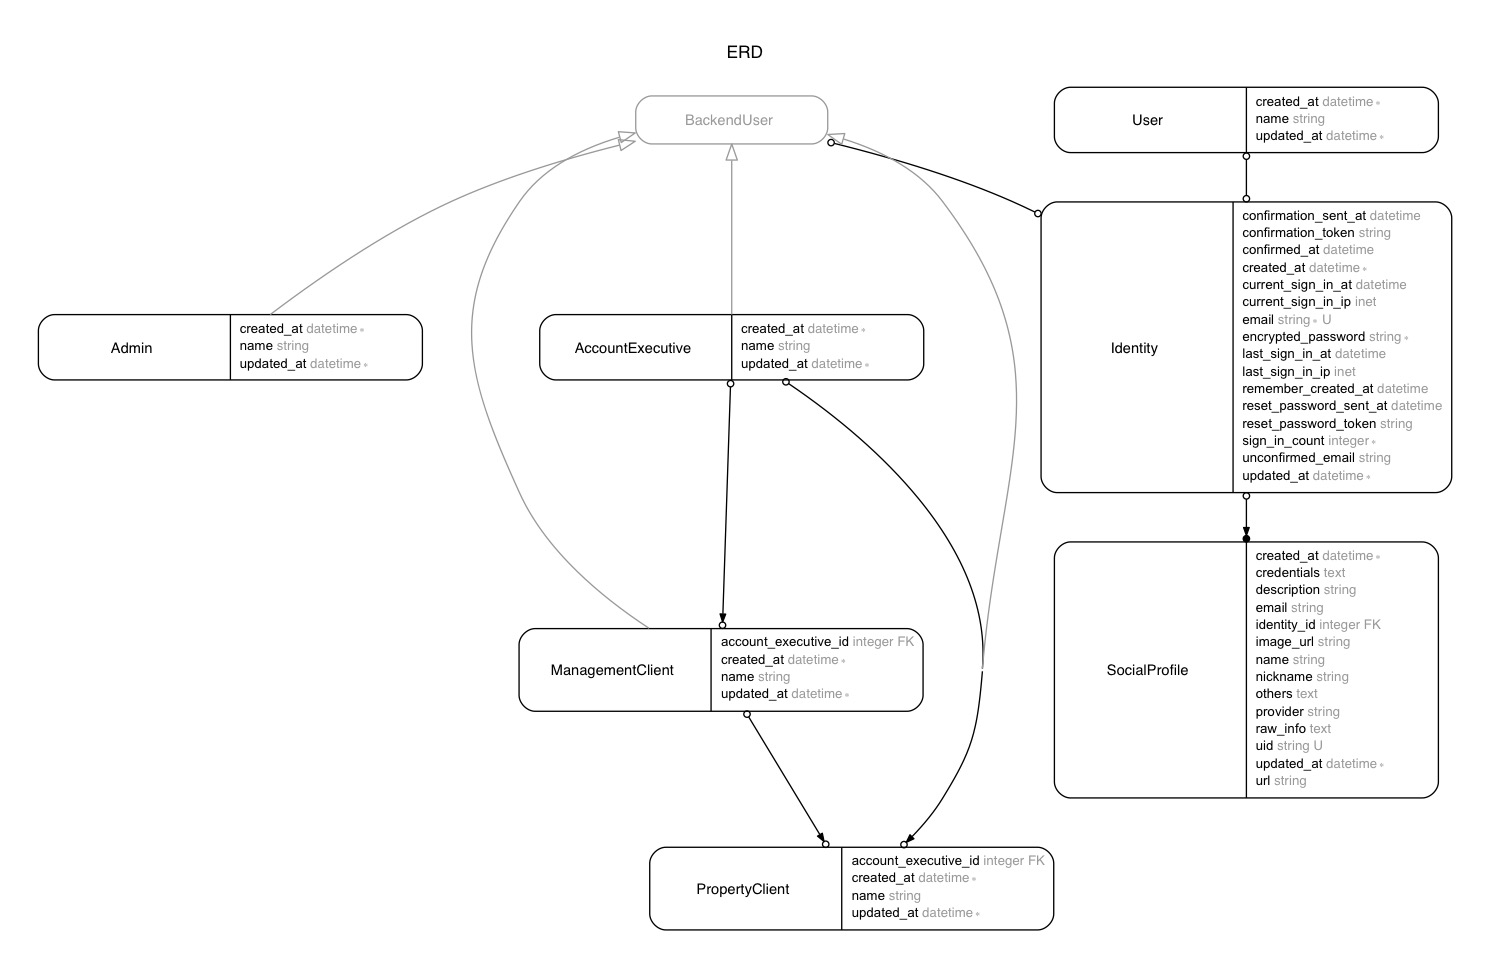 ERD
BackendUser
User
created_at datetime *
name string
updated_at datetime *
Identity
confirmation_sent_at datetime
confirmation_token string
confirmed_at datetime
created_at datetime *
current_sign_in_at datetime
current_sign_in_ip inet
email string * U
encrypted_password string *
last_sign_in_at datetime
last_sign_in_ip inet
remember_created_at datetime
reset_password_sent_at datetime
reset_password_token string
sign_in_count integer *
unconfirmed_email string
updated_at datetime *
Admin
created_at datetime *
name string
updated_at datetime *
AccountExecutive
created_at datetime *
name string
updated_at datetime *
ManagementClient
account_executive_id integer FK
created_at datetime *
name string
updated_at datetime *
SocialProfile
created_at datetime *
credentials text
description string
email string
identity_id integer FK
image_url string
name string
nickname string
others text
provider string
raw_info text
uid string U
updated_at datetime *
url string
PropertyClient
account_executive_id integer FK
created_at datetime *
name string
updated_at datetime *